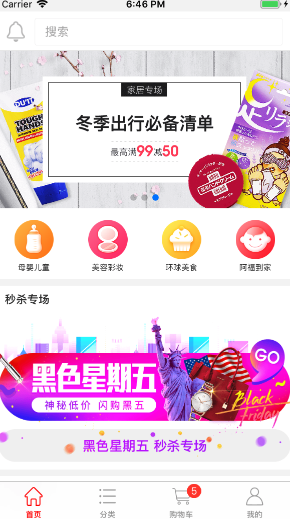 Carrier
6:46 PM
搜索
家居专场
冬季出行必备清单
最高满99减50
DUIT
TOUGH
HANDS
母婴儿童
美容彩妆
环球美食
阿福到家
秒杀专场
黑色星期五
神秘低价 闪购黑五
GO
Black
Friday
黑色星期五 秒杀专场
5
首页
分类
购物车
我的